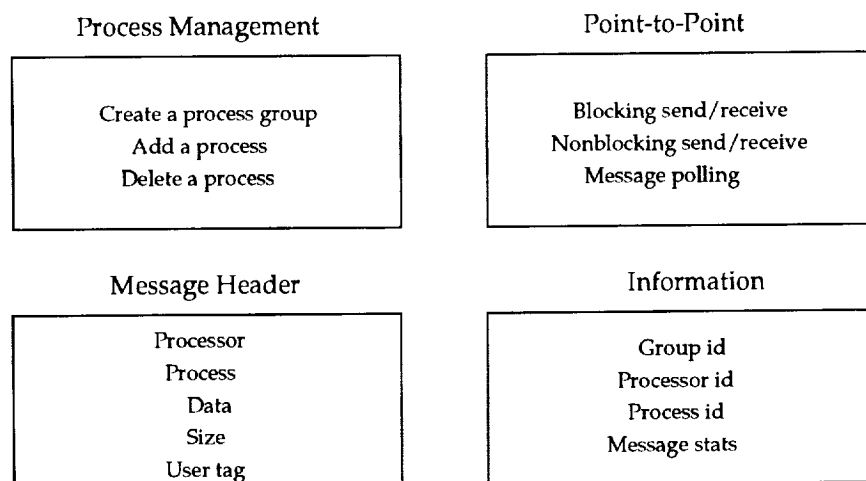 Process Management
Create a process group
Add a process
Delete a process
Point-to-Point
Blocking send/receive
Nonblocking send/receive
Message polling
Message Header
Processor
Process
Data
Size
User tag
Information
Group id
Processor id
Process id
Message stats